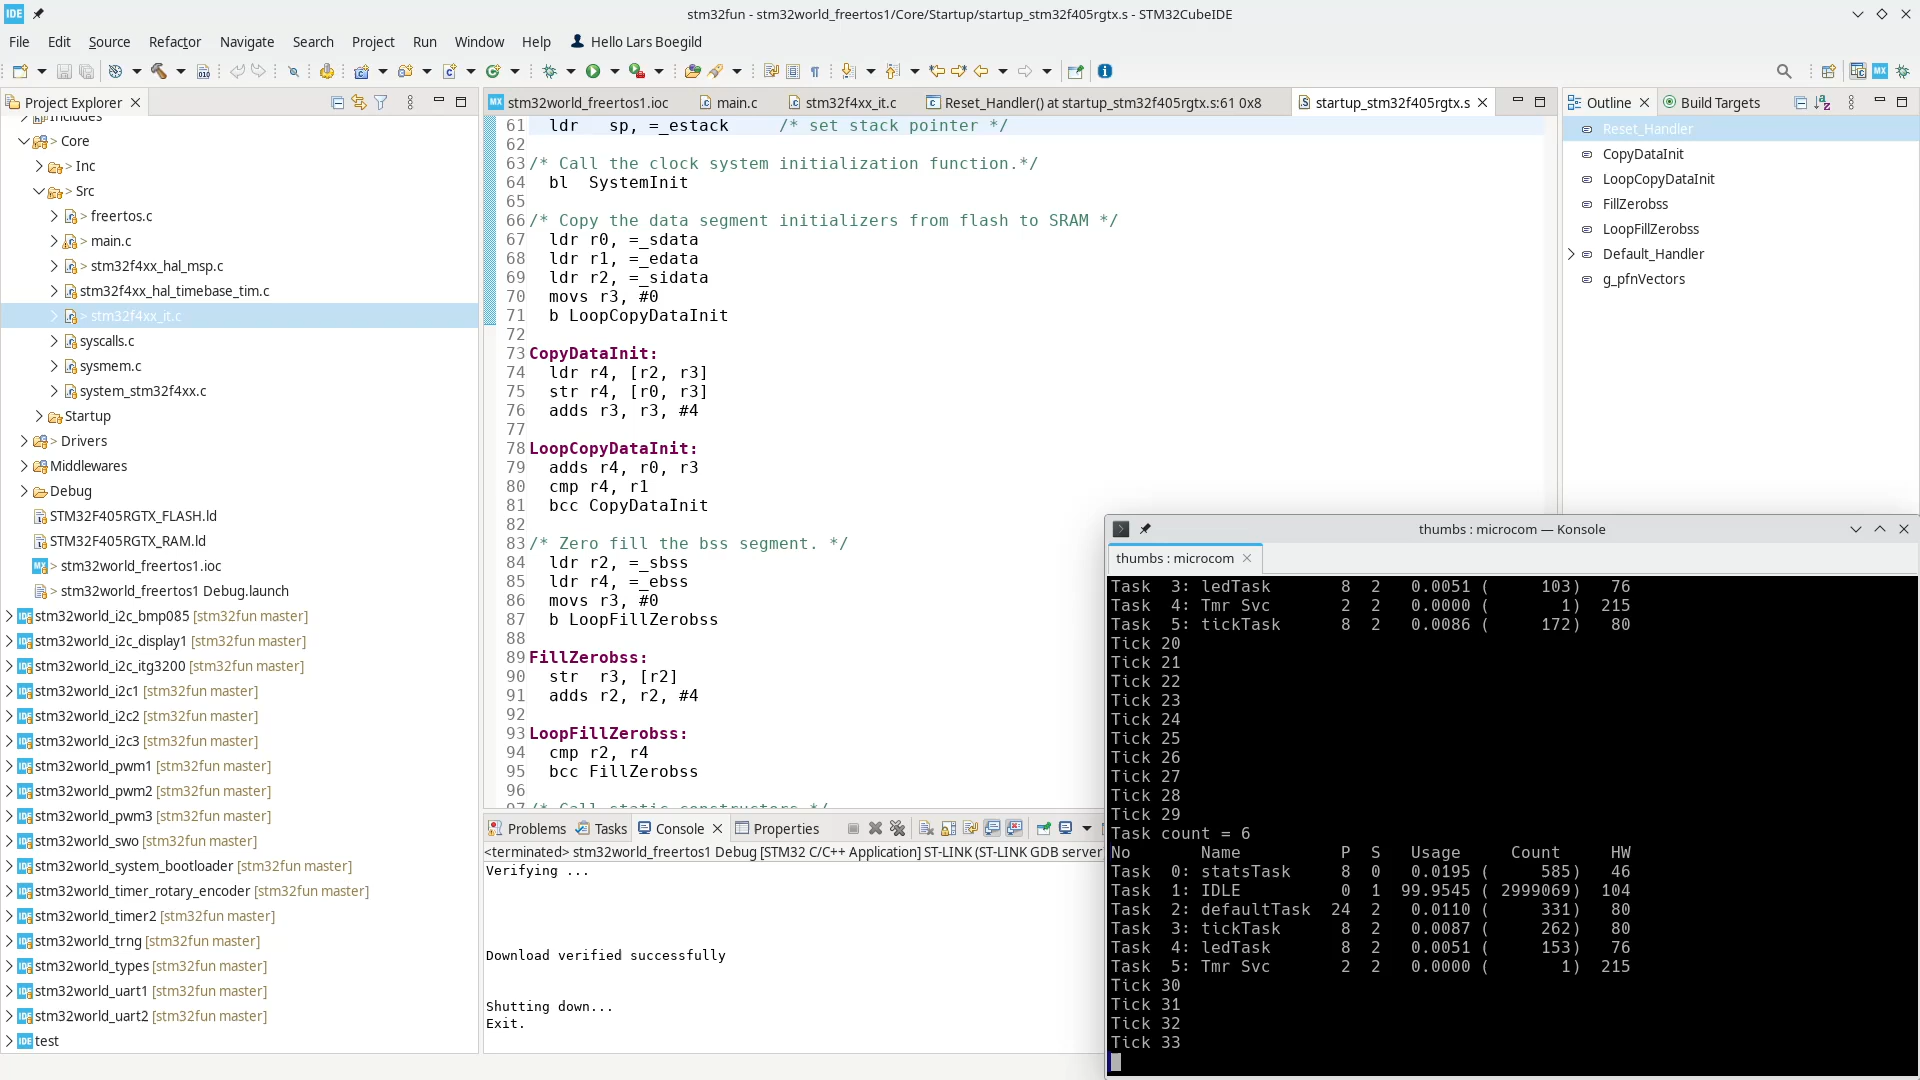 IDE
stm32fun - stm32world_freertos1/Core/Startup/startup_stm32f405rgtx.s - STM32CubeIDE
File Edit Source Refactor Navigate Search Project Run Window Help Hello Lars Boegild
Project Explorer
Includes
> Core
> Inc
> Src
> freertos.c
> main.c
> stm32f4xx_hal_msp.c
stm32f4xx_hal_timebase_tim.c
> stm32f4xx_it.c
syscalls.c
sysmem.c
system_stm32f4xx.c
Startup
> Drivers
Middlewares
Debug
STM32F405RGTX_FLASH.ld
STM32F405RGTX_RAM.ld
> stm32world_freertos1.ioc
> stm32world_freertos1 Debug.launch
stm32world_i2c_bmp085 [stm32fun master]
stm32world_i2c_display1 [stm32fun master]
stm32world_i2c_itg3200 [stm32fun master]
stm32world_i2c1 [stm32fun master]
stm32world_i2c2 [stm32fun master]
stm32world_i2c3 [stm32fun master]
stm32world_pwm1 [stm32fun master]
stm32world_pwm2 [stm32fun master]
stm32world_pwm3 [stm32fun master]
stm32world_swo [stm32fun master]
stm32world_system_bootloader [stm32fun master]
stm32world_timer_rotary_encoder [stm32fun master]
stm32world_timer2 [stm32fun master]
stm32world_trng [stm32fun master]
stm32world_types [stm32fun master]
stm32world_uart1 [stm32fun master]
stm32world_uart2 [stm32fun master]
test
MX stm32world_freertos1.ioc main.c stm32f4xx_it.c Reset_Handler() at startup_stm32f405rgtx.s:61 0x8 startup_stm32f405rgtx.s
61   ldr   sp, =_estack     /* set stack pointer */
62
63 /* Call the clock system initialization function.*/
64   bl  SystemInit
65
66 /* Copy the data segment initializers from flash to SRAM */
67   ldr r0, =_sdata
68   ldr r1, =_edata
69   ldr r2, =_sidata
70   movs r3, #0
71   b LoopCopyDataInit
72
73 CopyDataInit:
74   ldr r4, [r2, r3]
75   str r4, [r0, r3]
76   adds r3, r3, #4
77
78 LoopCopyDataInit:
79   adds r4, r0, r3
80   cmp r4, r1
81   bcc CopyDataInit
82
83 /* Zero fill the bss segment. */
84   ldr r2, =_sbss
85   ldr r4, =_ebss
86   movs r3, #0
87   b LoopFillZerobss
88
89 FillZerobss:
90   str  r3, [r2]
91   adds r2, r2, #4
92
93 LoopFillZerobss:
94   cmp r2, r4
95   bcc FillZerobss
96
97 /* Call static constructors */
Outline Build Targets
Reset_Handler
CopyDataInit
LoopCopyDataInit
FillZerobss
LoopFillZerobss
Default_Handler
g_pfnVectors
Problems Tasks Console Properties
<terminated> stm32world_freertos1 Debug [STM32 C/C++ Application] ST-LINK (ST-LINK GDB server)
Verifying ...
Download verified successfully
Shutting down...
Exit.
thumbs : microcom — Konsole
thumbs : microcom
Task  3: ledTask       8  2   0.0051 (     103)   76
Task  4: Tmr Svc       2  2   0.0000 (       1)  215
Task  5: tickTask      8  2   0.0086 (     172)   80
Tick 20
Tick 21
Tick 22
Tick 23
Tick 24
Tick 25
Tick 26
Tick 27
Tick 28
Tick 29
Task count = 6
No       Name          P  S   Usage     Count     HW
Task  0: statsTask     8  0   0.0195 (     585)   46
Task  1: IDLE          0  1  99.9545 ( 2999069)  104
Task  2: defaultTask  24  2   0.0110 (     331)   80
Task  3: tickTask      8  2   0.0087 (     262)   80
Task  4: ledTask       8  2   0.0051 (     153)   76
Task  5: Tmr Svc       2  2   0.0000 (       1)  215
Tick 30
Tick 31
Tick 32
Tick 33